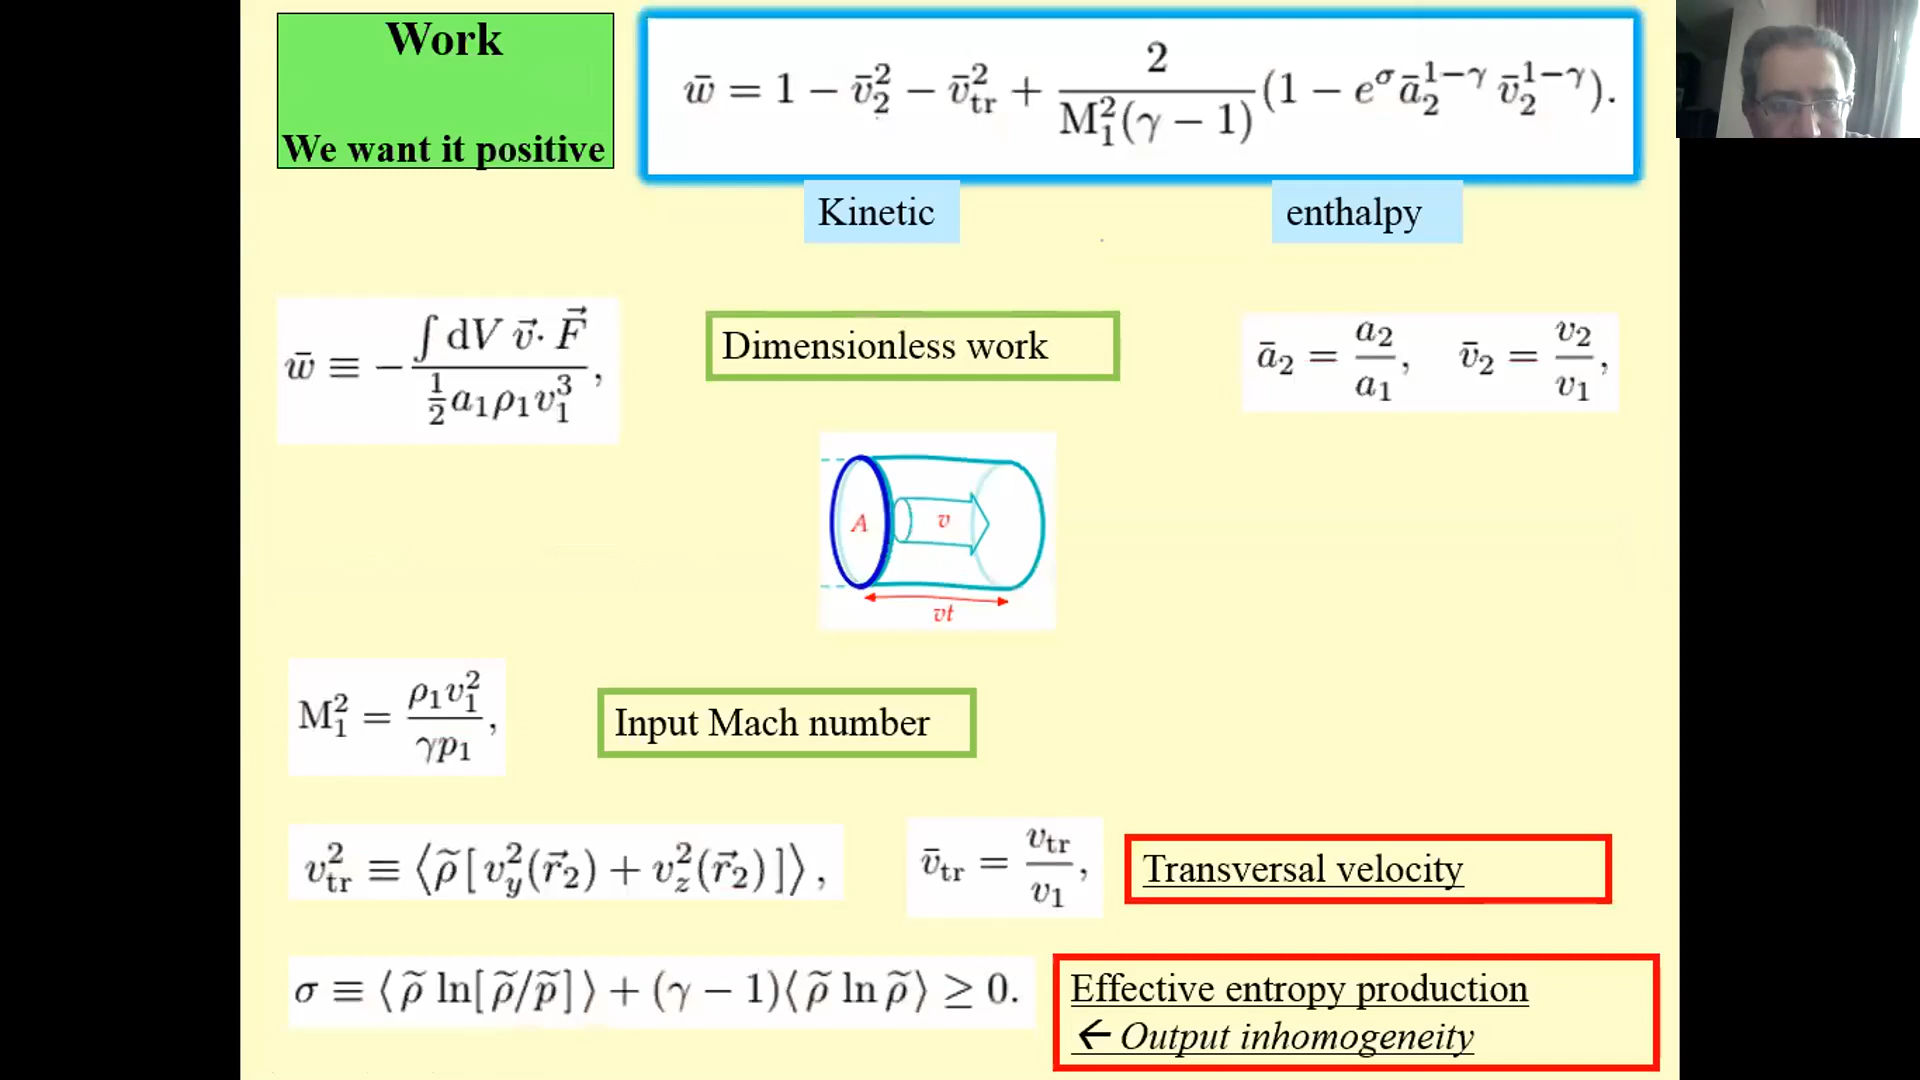 Work
We want it positive
w̄ = 1 − v̄₂² − v̄ₜᵣ² + 2/(M₁²(γ − 1)) (1 − e^σ ā₂^{1−γ} v̄₂^{1−γ}).
Kinetic
enthalpy
w̄ ≡ − ∫ dV v⃗· F⃗ / (½ a₁ρ₁v₁³),
Dimensionless work
ā₂ = a₂/a₁, v̄₂ = v₂/v₁,
A
v
vt
M₁² = ρ₁v₁²/(γp₁),
Input Mach number
vₜᵣ² ≡ ⟨ρ̃ [ v_y²(r⃗₂) + v_z²(r⃗₂) ]⟩,
v̄ₜᵣ = vₜᵣ/v₁,
Transversal velocity
σ ≡ ⟨ ρ̃ ln[ρ̃/p̃] ⟩ + (γ − 1)⟨ ρ̃ ln ρ̃ ⟩ ≥ 0.
Effective entropy production
← Output inhomogeneity